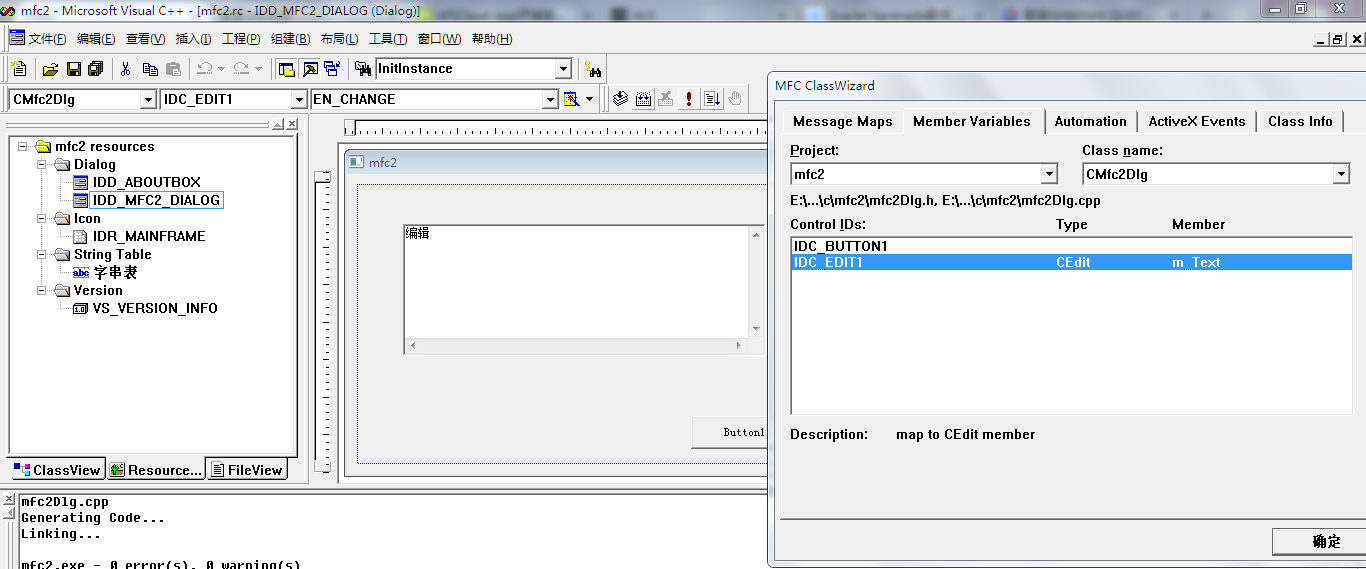 mfc2 - Microsoft Visual C++ - [mfc2.rc - IDD_MFC2_DIALOG (Dialog)]
文件(F) 编辑(E) 查看(V) 插入(I) 工程(P) 组建(B) 布局(L) 工具(T) 窗口(W) 帮助(H)
InitInstance
CMfc2Dlg IDC_EDIT1 EN_CHANGE
mfc2 resources
Dialog
IDD_ABOUTBOX
IDD_MFC2_DIALOG
Icon
IDR_MAINFRAME
String Table
abc 字串表
Version
1.0 VS_VERSION_INFO
ClassView Resource... FileView
mfc2
编辑
Button1
MFC ClassWizard
Message Maps Member Variables Automation ActiveX Events Class Info
Project: Class name:
mfc2 CMfc2Dlg
E:\...\c\mfc2\mfc2Dlg.h, E:\...\c\mfc2\mfc2Dlg.cpp
Control IDs: Type Member
IDC_BUTTON1
IDC_EDIT1 CEdit m_Text
Description: map to CEdit member
确定
mfc2Dlg.cpp
Generating Code...
Linking...
mfc2.exe - 0 error(s), 0 warning(s)